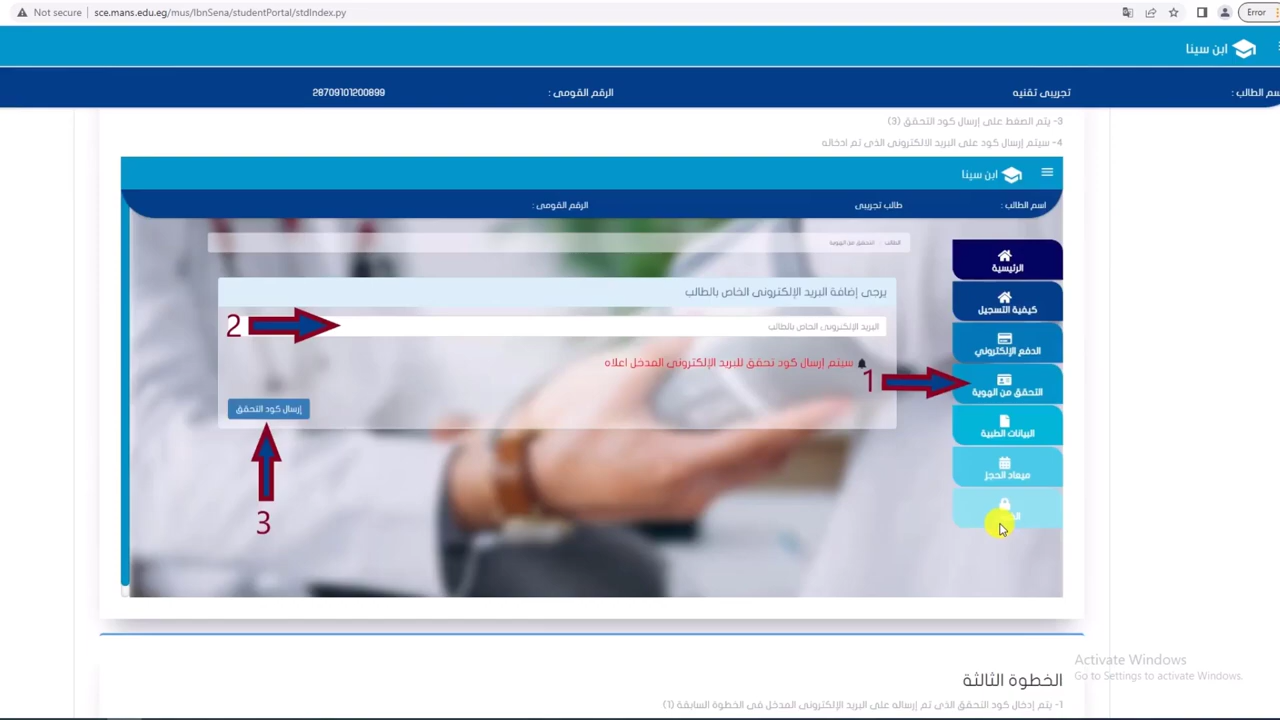 Not secure sce.mans.edu.eg/mus/IbnSena/studentPortal/stdIndex.py Error
ابن سينا
اسم الطالب : تجريبى تقنيه الرقم القومى : 28709101200899
3- يتم الضغط على إرسال كود التحقق (3)
4- سيتم إرسال كود على البريد الالكترونى الذى تم ادخاله
ابن سينا
اسم الطالب : طالب تجريبى الرقم القومى :
الطالب التحقق من الهوية
الرئيسية
يرجى إضافة البريد الإلكترونى الخاص بالطالب
كيفية التسجيل
البريد الإلكترونى الخاص بالطالب
2
الدفع الإلكتروني
سيتم إرسال كود تحقق للبريد الإلكترونى المدخل اعلاه
1
التحقق من الهوية
إرسال كود التحقق
البيانات الطبية
ميعاد الحجز
3
الخطوة الثالثة
1- يتم إدخال كود التحقق الذى تم إرساله على البريد الإلكترونى المدخل فى الخطوة السابقة (1)
Activate Windows
Go to Settings to activate Windows.